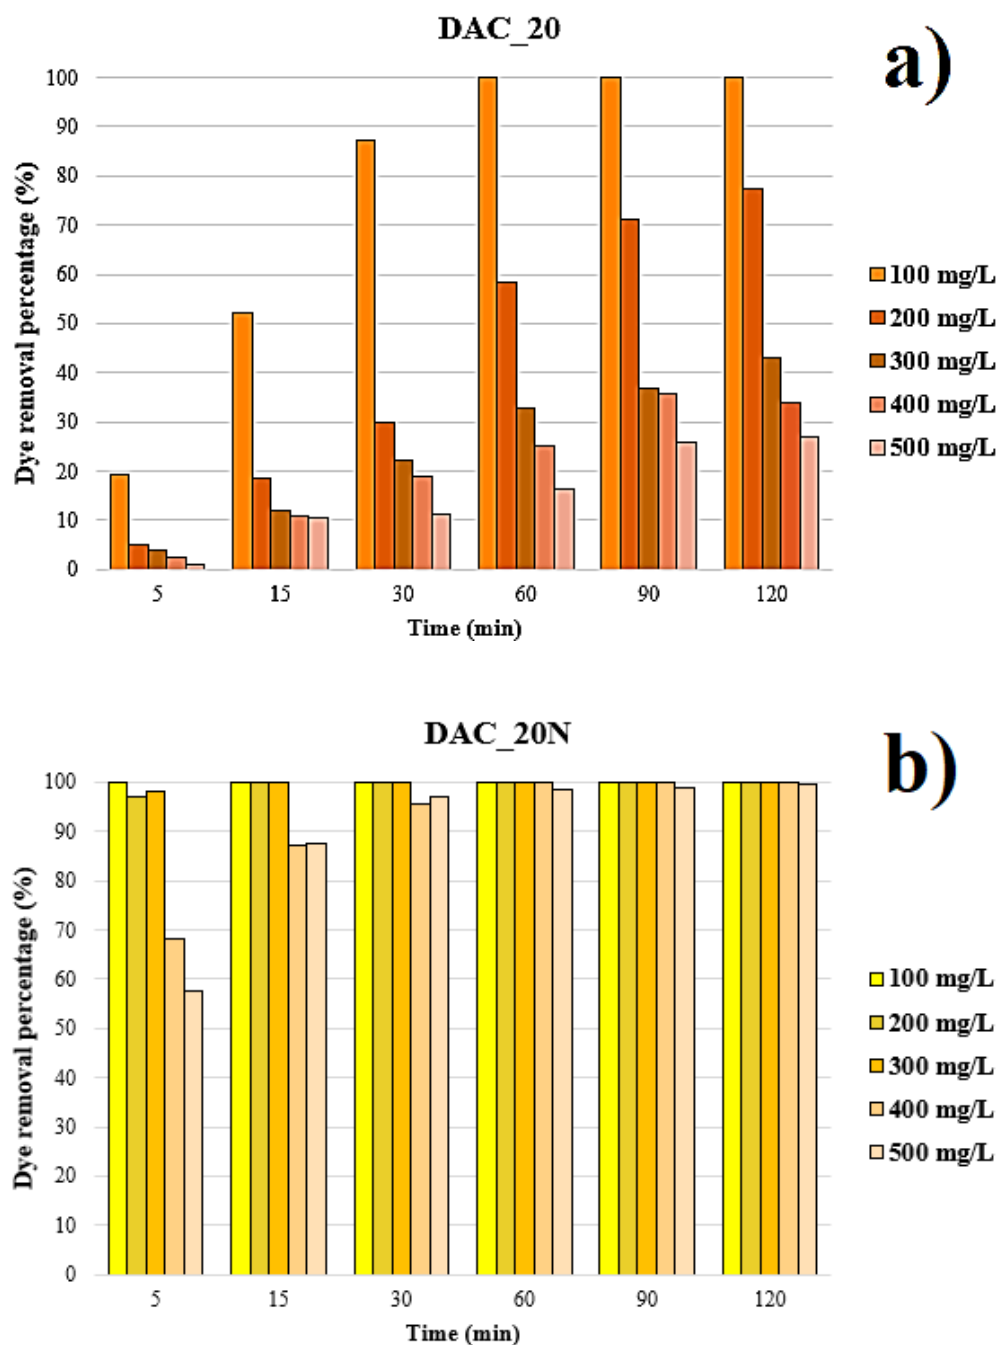 DAC_20
a)
Dye removal percentage (%)
100
90
80
70
60
50
40
30
20
10
0
5 15 30 60 90 120
Time (min)
100 mg/L
200 mg/L
300 mg/L
400 mg/L
500 mg/L
DAC_20N
b)
Dye removal percentage (%)
100
90
80
70
60
50
40
30
20
10
0
5 15 30 60 90 120
Time (min)
100 mg/L
200 mg/L
300 mg/L
400 mg/L
500 mg/L